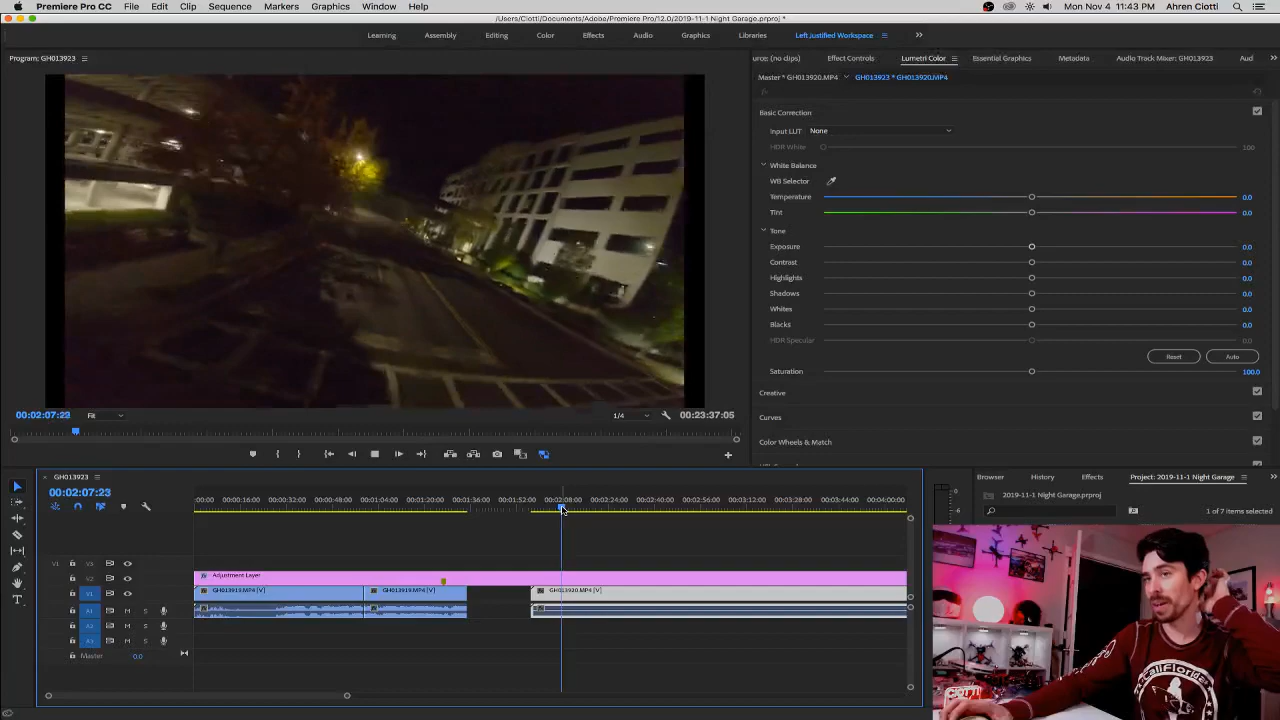 Premiere Pro CC File Edit Clip Sequence Markers Graphics Window Help Mon Nov 4 11:43 PM Ahren Ciotti
/Users/Ciotti/Documents/Adobe/Premiere Pro/12.0/2019-11-1 Night Garage.prproj *
Learning Assembly Editing Color Effects Audio Graphics Libraries Left Justified Workspace
Program: GH013923
urce: (no clips) Effect Controls Lumetri Color Essential Graphics Metadata Audio Track Mixer: GH013923 Aud
Master * GH013920.MP4 GH013923 * GH013920.MP4
fx
Basic Correction
Input LUT None
HDR White 100
White Balance
WB Selector
Temperature 0.0
Tint 0.0
Tone
Exposure 0.0
Contrast 0.0
Highlights 0.0
Shadows 0.0
Whites 0.0
Blacks 0.0
HDR Specular 0.0
Reset Auto
Saturation 100.0
Creative
Curves
Color Wheels & Match
00:02:07:23 Fit 1/4 00:23:37:05
GH013923
00:02:07:23
:00:00 00:00:16:00 00:00:32:00 00:00:48:00 00:01:04:00 00:01:20:00 00:01:36:00 00:01:52:00 00:02:08:00 00:02:24:00 00:02:40:00 00:02:56:00 00:03:12:00 00:03:28:00 00:03:44:00 00:04:00:00
V1 V3
V2 Adjustment Layer
V1 GH013919.MP4 [V] GH013919.MP4 [V] GH013920.MP4 [V]
A1 M S
A2 M S
A3 M S
Master 0.0
0
-6
Browser History Effects Project: 2019-11-1 Night Garage
2019-11-1 Night Garage.prproj
1 of 7 items selected
CIOTTI